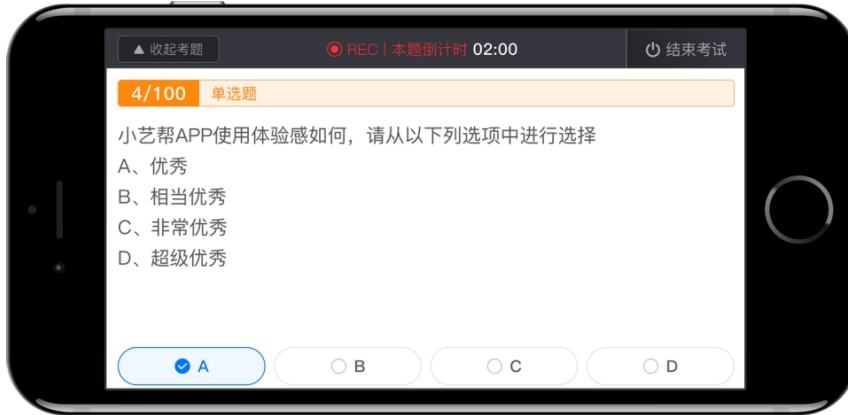 ▲ 收起考题
REC | 本题倒计时 02:00
结束考试
4/100 单选题
小艺帮APP使用体验感如何，请从以下列选项中进行选择
A、优秀
B、相当优秀
C、非常优秀
D、超级优秀
A
B
C
D